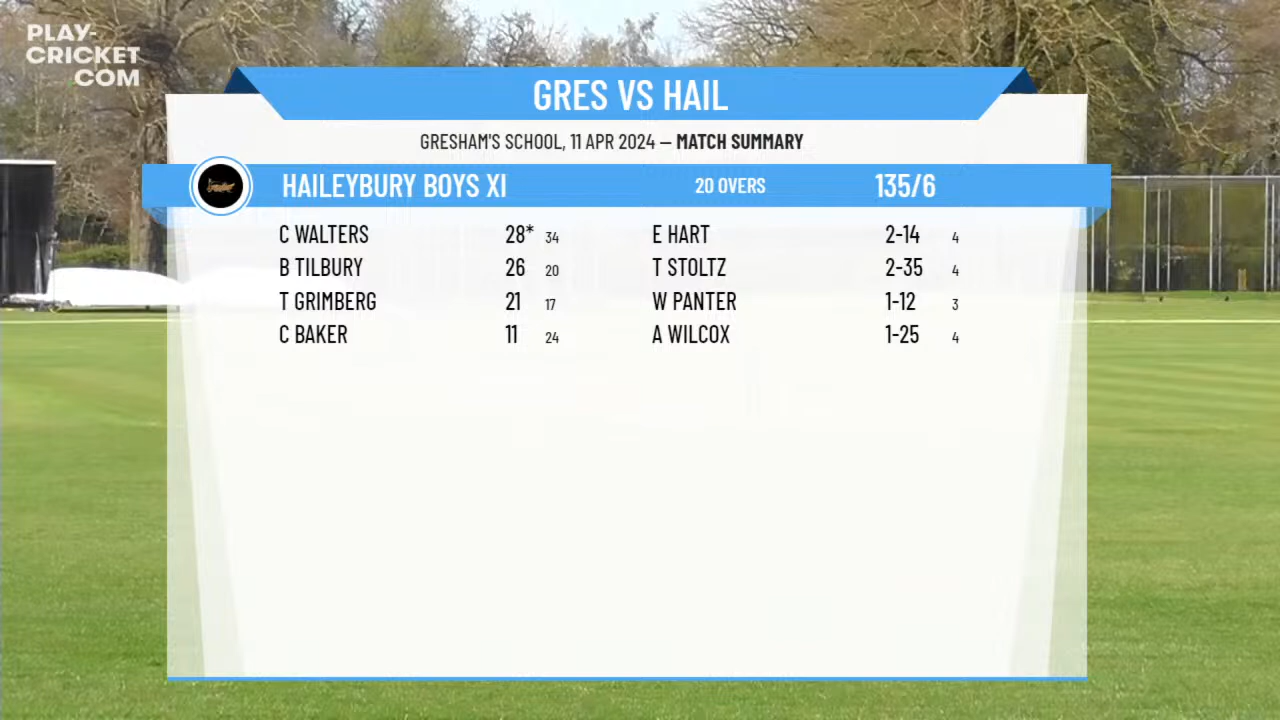 PLAY-
CRICKET
COM
GRES VS HAIL
GRESHAM'S SCHOOL, 11 APR 2024 – MATCH SUMMARY
HAILEYBURY BOYS XI 20 OVERS 135/6
C WALTERS 28* 34 E HART 2-14 4
B TILBURY 26 20 T STOLTZ 2-35 4
T GRIMBERG 21 17 W PANTER 1-12 3
C BAKER 11 24 A WILCOX 1-25 4